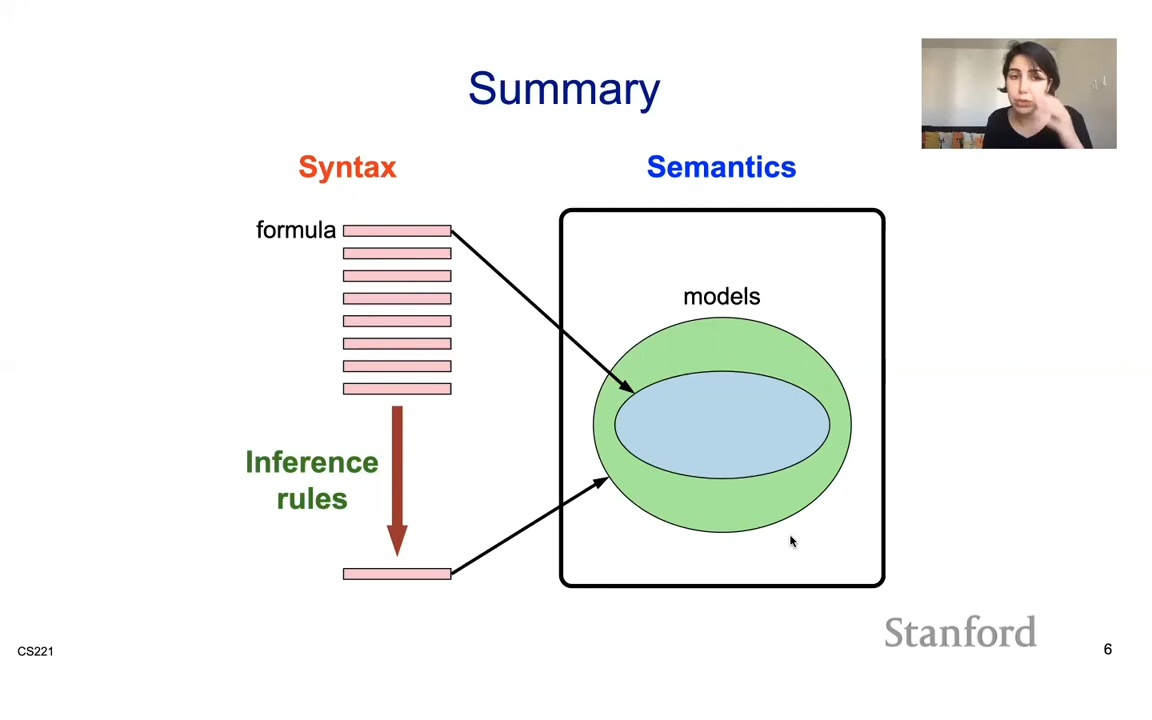 Summary
Syntax
Semantics
formula
models
Inference
rules
Stanford
CS221
6